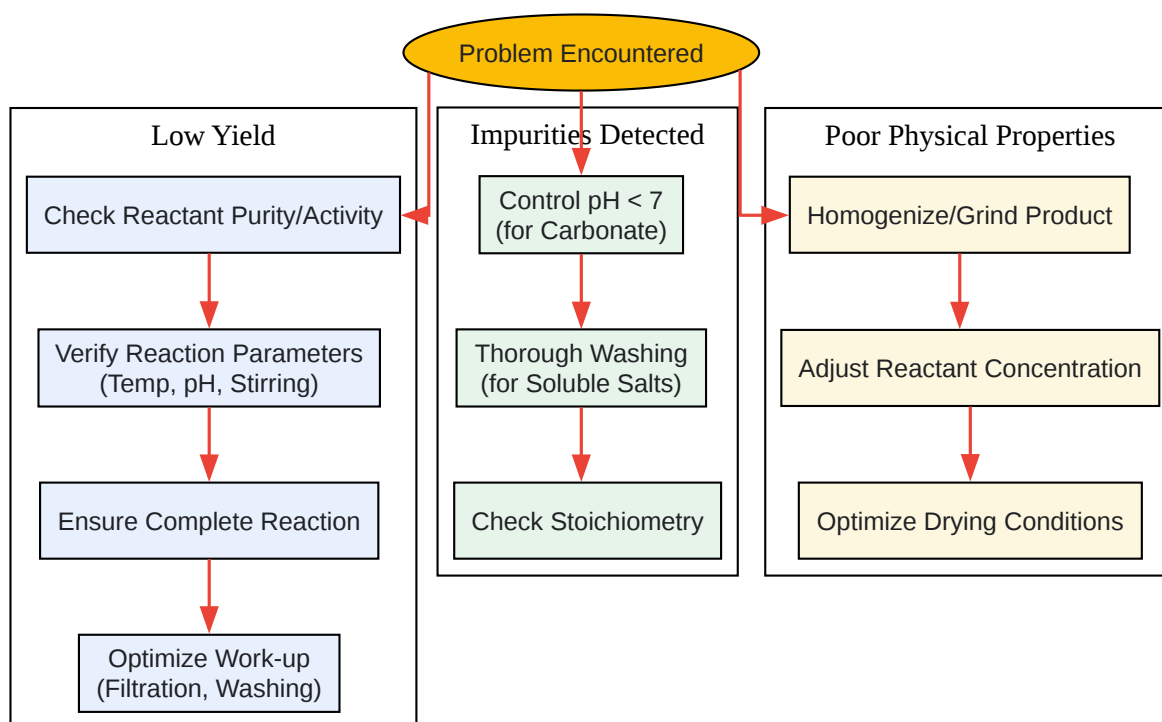 Problem Encountered
Low Yield
Check Reactant Purity/Activity
Verify Reaction Parameters
(Temp, pH, Stirring)
Ensure Complete Reaction
Optimize Work-up
(Filtration, Washing)
Impurities Detected
Control pH < 7
(for Carbonate)
Thorough Washing
(for Soluble Salts)
Check Stoichiometry
Poor Physical Properties
Homogenize/Grind Product
Adjust Reactant Concentration
Optimize Drying Conditions